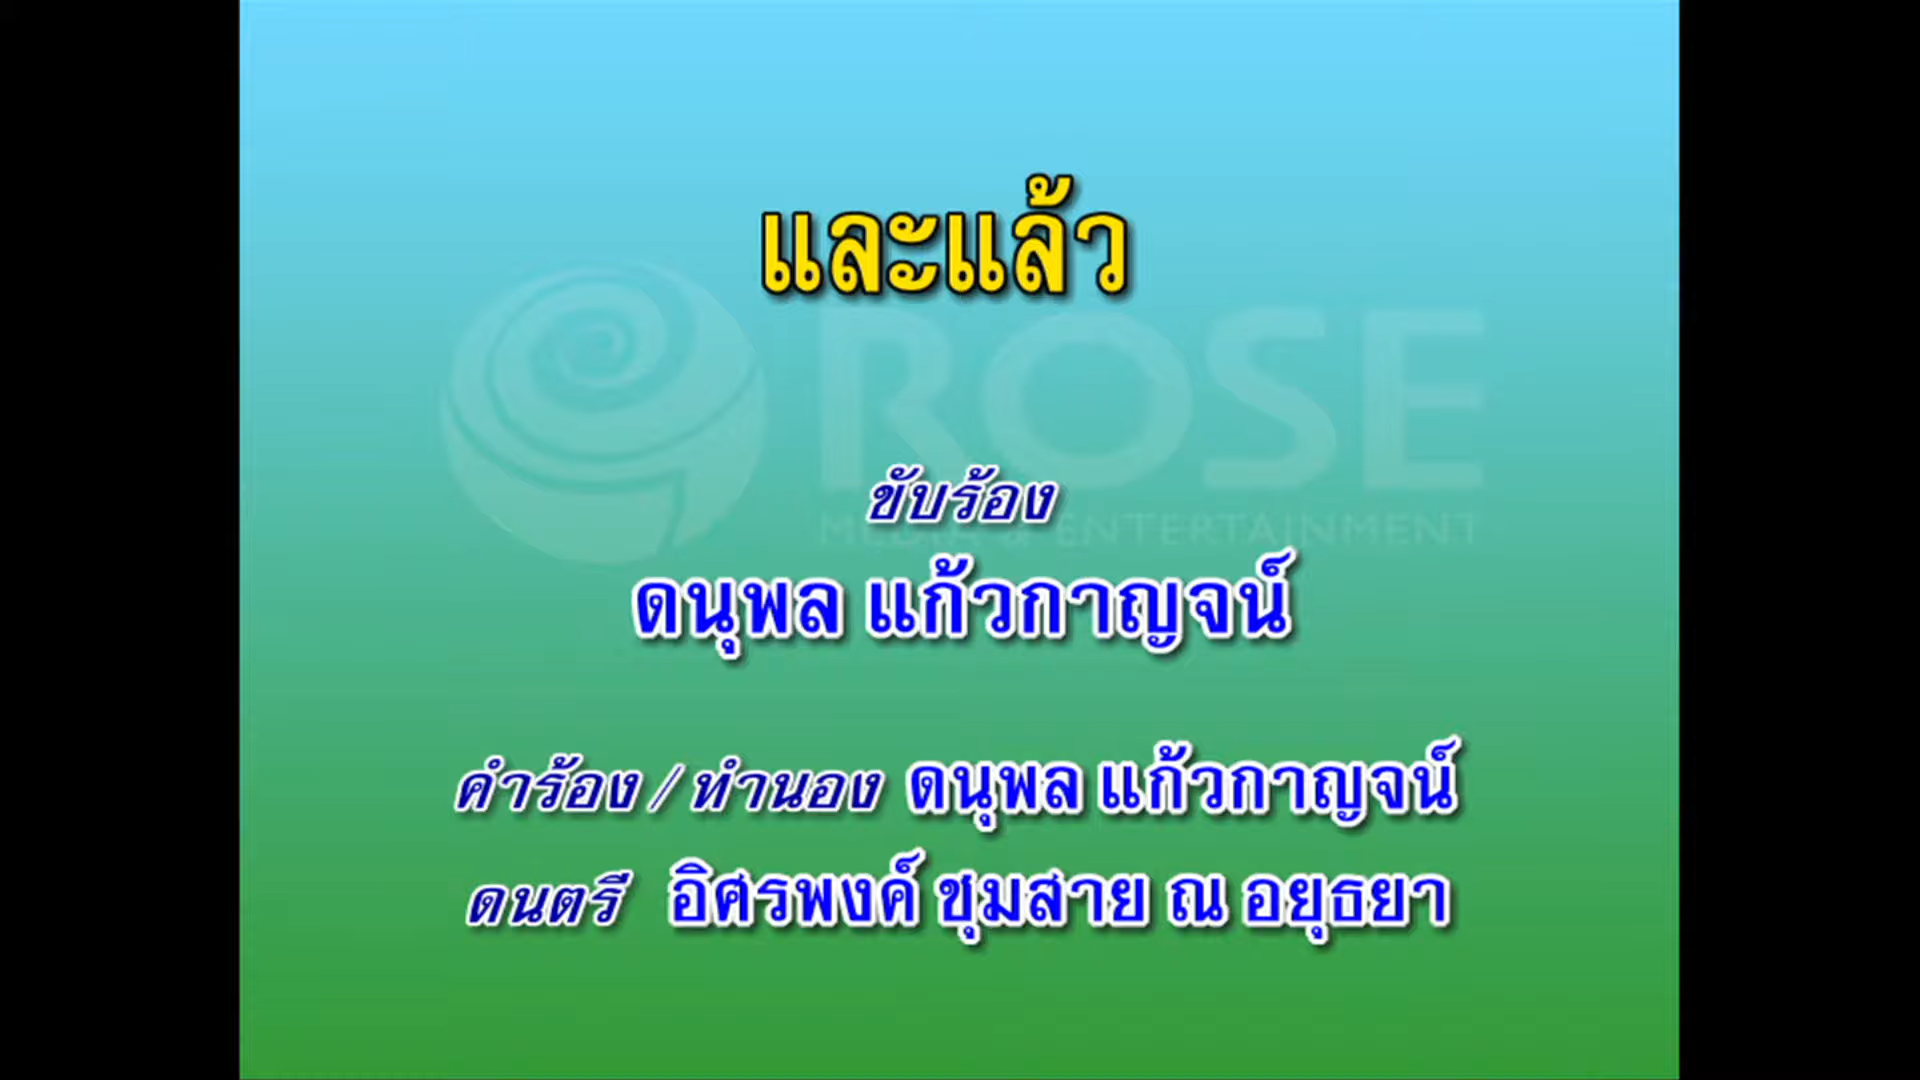 และแล้ว
ROSE
MEDIA & ENTERTAINMENT
ขับร้อง
ดนุพล แก้วกาญจน์
คำร้อง / ทำนอง ดนุพล แก้วกาญจน์
ดนตรี อิศรพงค์ ชุมสาย ณ อยุธยา